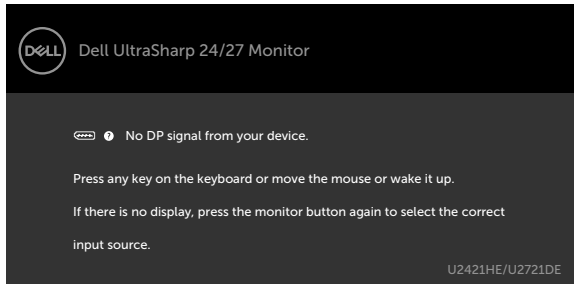 DELL
Dell UltraSharp 24/27 Monitor
? No DP signal from your device.
Press any key on the keyboard or move the mouse or wake it up.
If there is no display, press the monitor button again to select the correct
input source.
U2421HE/U2721DE